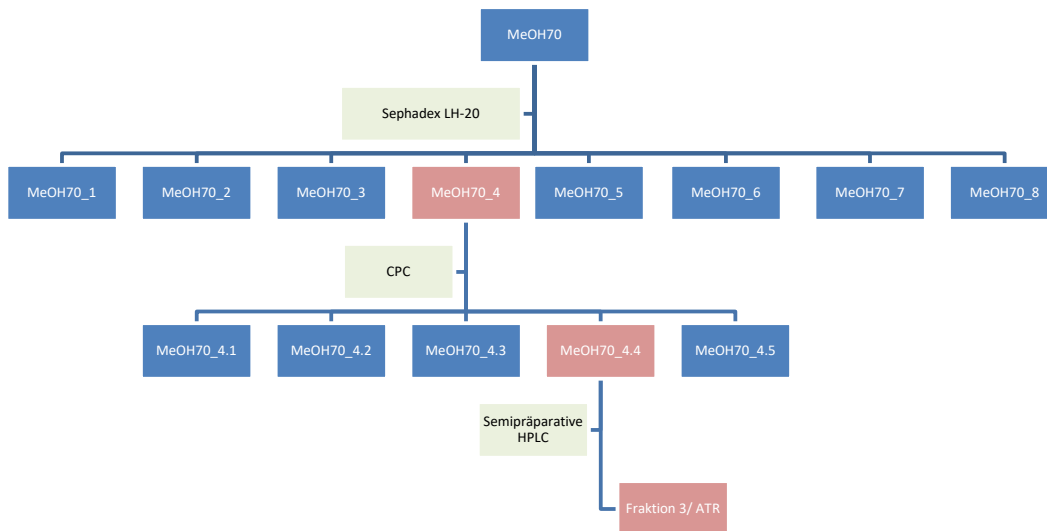 MeOH70
Sephadex LH-20
MeOH70_1
MeOH70_2
MeOH70_3
MeOH70_4
MeOH70_5
MeOH70_6
MeOH70_7
MeOH70_8
CPC
MeOH70_4.1
MeOH70_4.2
MeOH70_4.3
MeOH70_4.4
MeOH70_4.5
Semipräparative
HPLC
Fraktion 3/ ATR